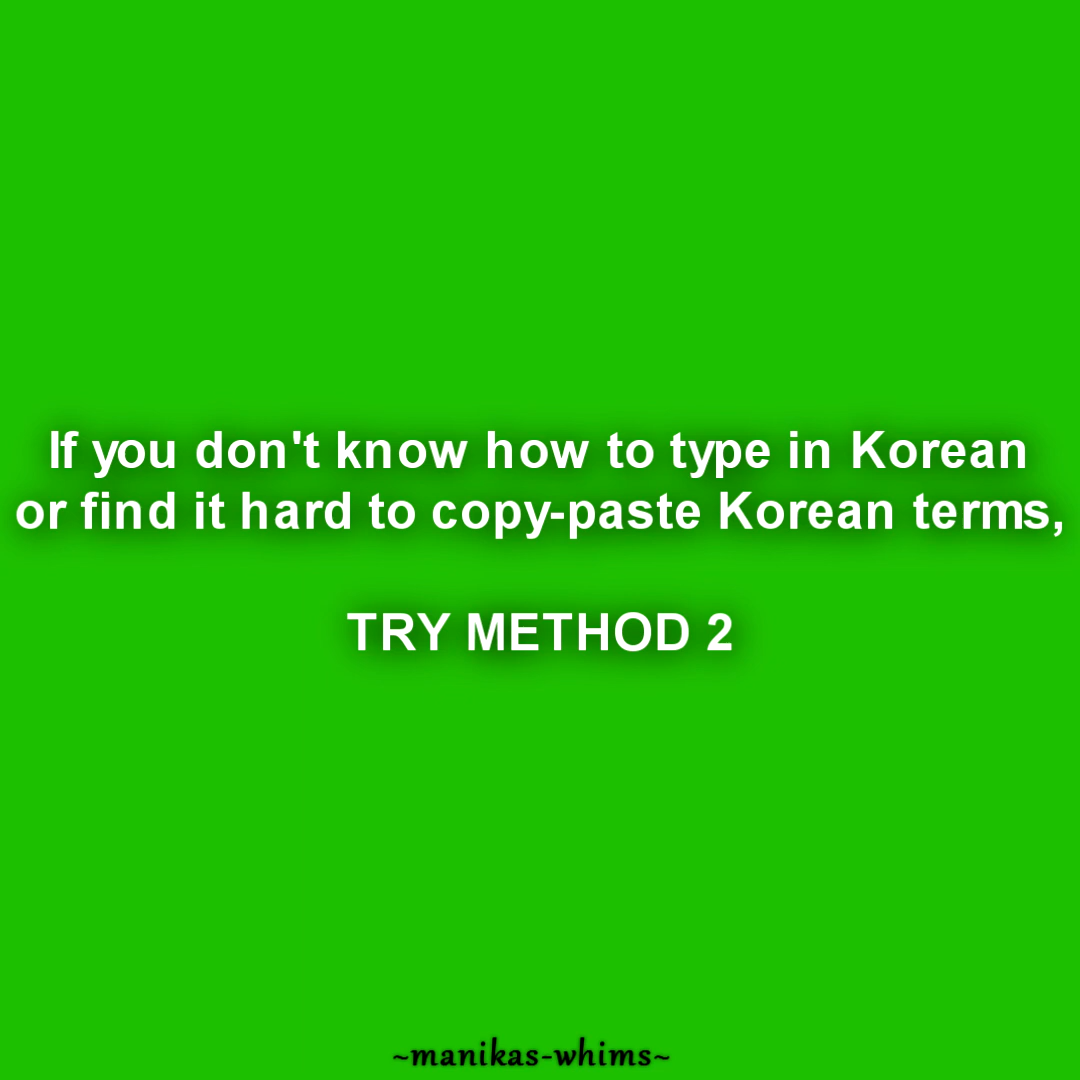 If you don't know how to type in Korean
or find it hard to copy-paste Korean terms,
TRY METHOD 2
~manikas-whims~